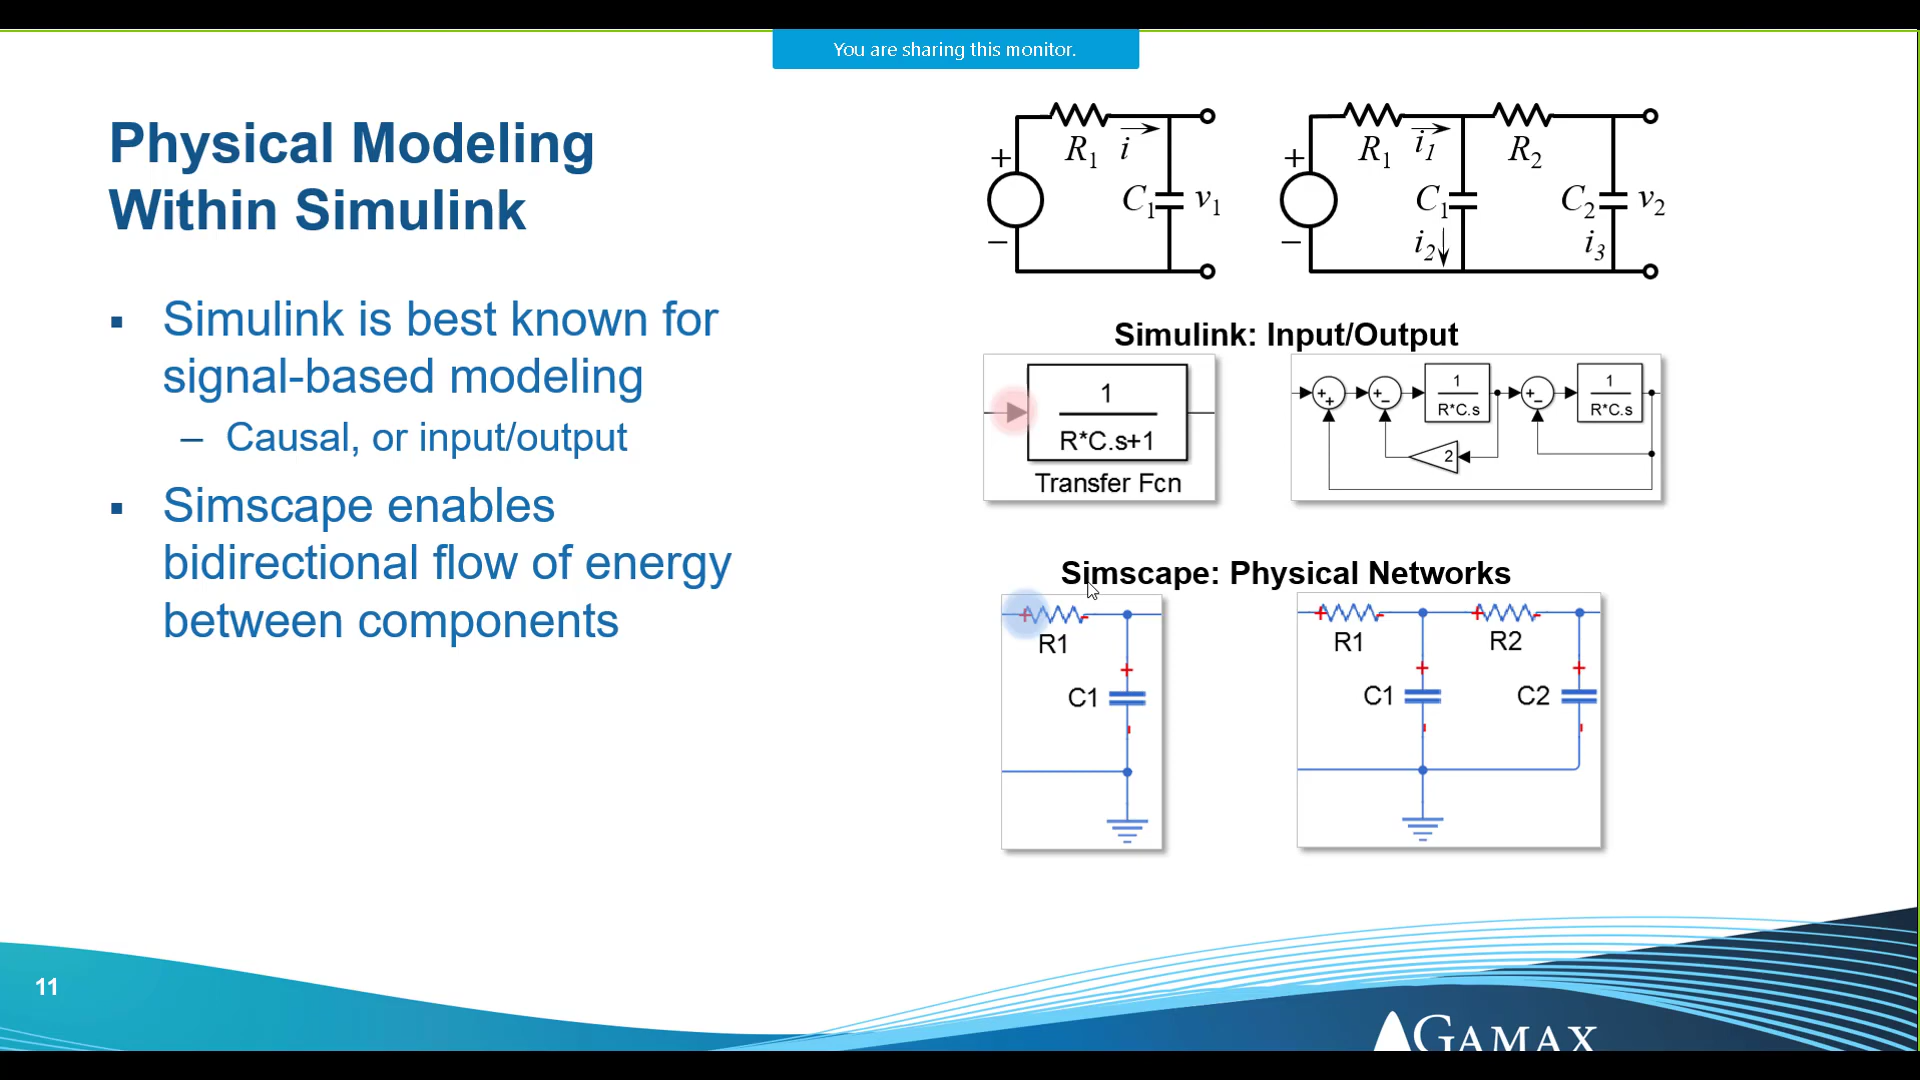 You are sharing this monitor.
Physical Modeling
Within Simulink
▪ Simulink is best known for
signal-based modeling
– Causal, or input/output
▪ Simscape enables
bidirectional flow of energy
between components
+ R1 i
C1 v1
−
+ R1 i1 R2
C1 C2 v2
− i2 i3
Simulink: Input/Output
1
R*C.s+1
Transfer Fcn
+ + + − 1 + − 1
R*C.s R*C.s
2
Simscape: Physical Networks
+ -
R1
+
C1
-
+ - + -
R1 R2
+ +
C1 C2
- -
11
GAMAX